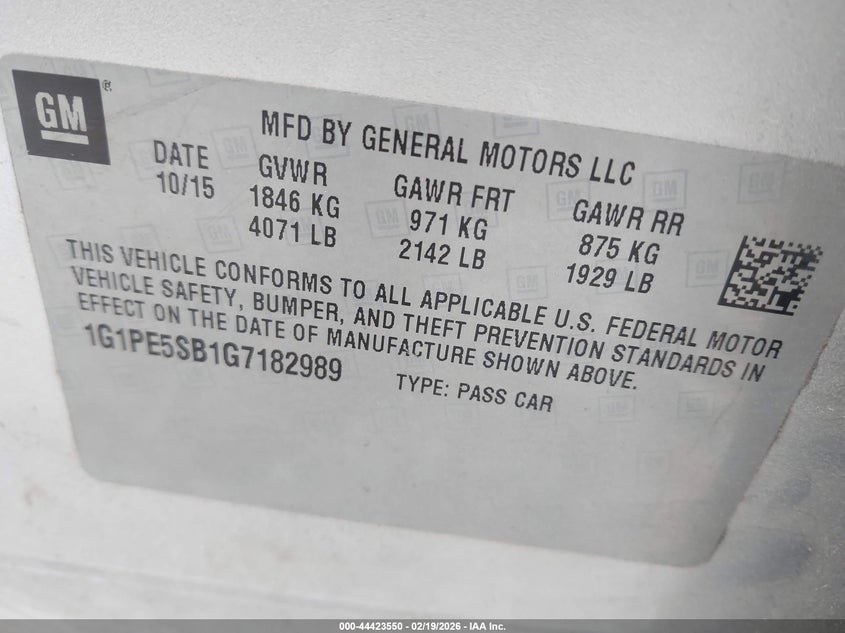 GM®
MFD BY GENERAL MOTORS LLC
DATE GVWR GAWR FRT GAWR RR
10/15 1846 KG 971 KG 875 KG
4071 LB 2142 LB 1929 LB
THIS VEHICLE CONFORMS TO ALL APPLICABLE U.S. FEDERAL MOTOR
VEHICLE SAFETY, BUMPER, AND THEFT PREVENTION STANDARDS IN
EFFECT ON THE DATE OF MANUFACTURE SHOWN ABOVE.
1G1PE5SB1G7182989 TYPE: PASS CAR
000-44423550 - 02/19/2026 - IAA Inc.